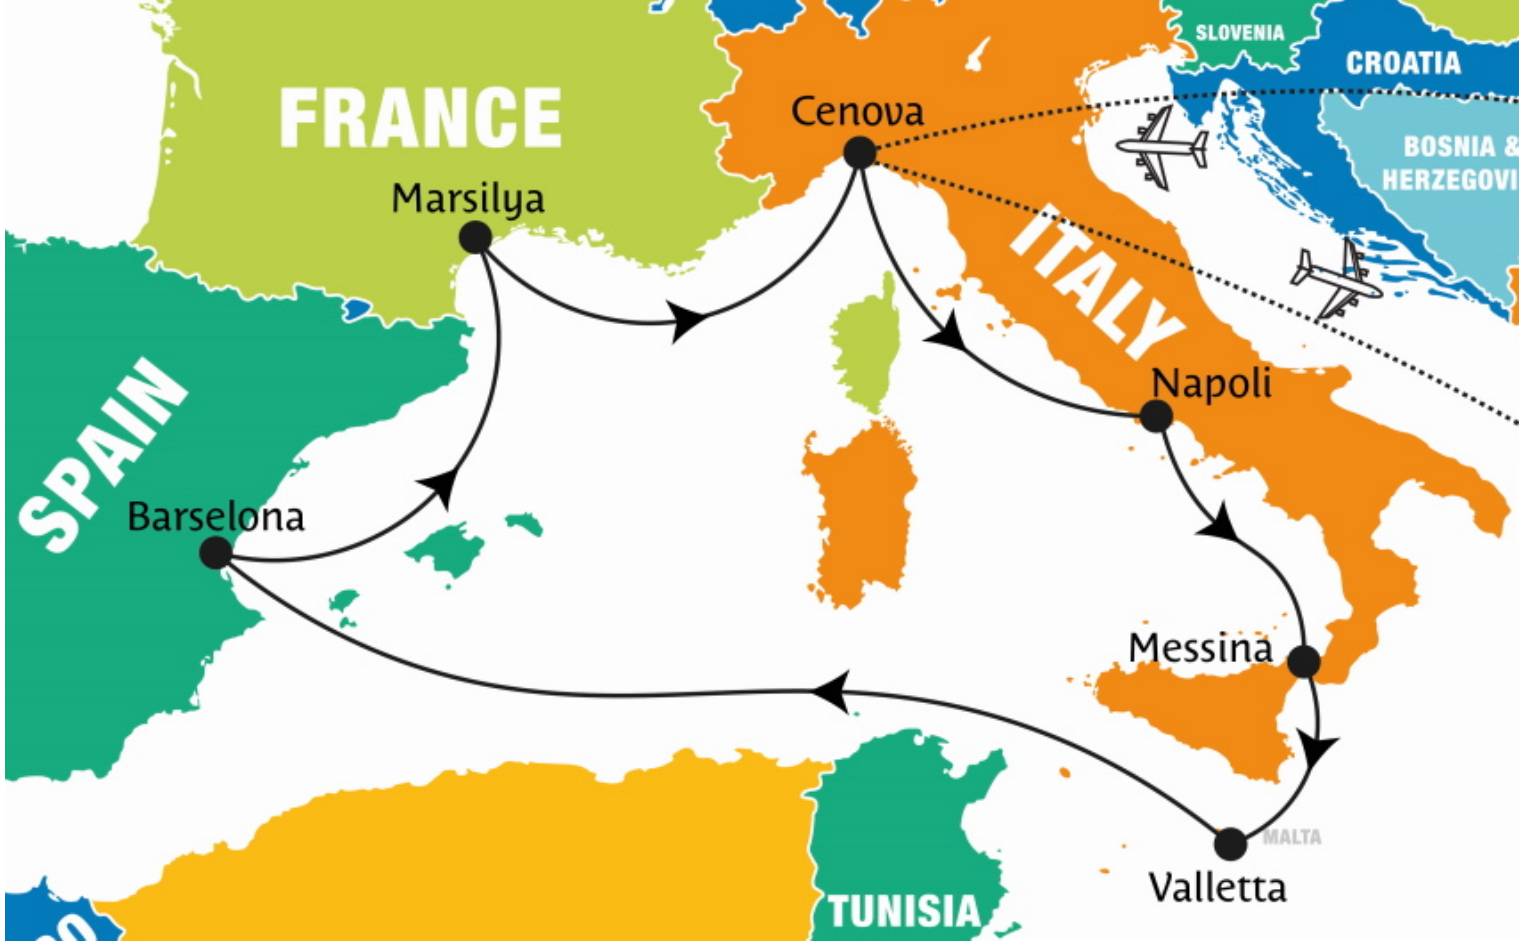 SLOVENIA
CROATIA
Cenova
FRANCE
BOSNIA &
HERZEGOVI
Marsilya
ITALY
Napoli
SPAIN
Barselona
Messina
MALTA
Valletta
TUNISIA